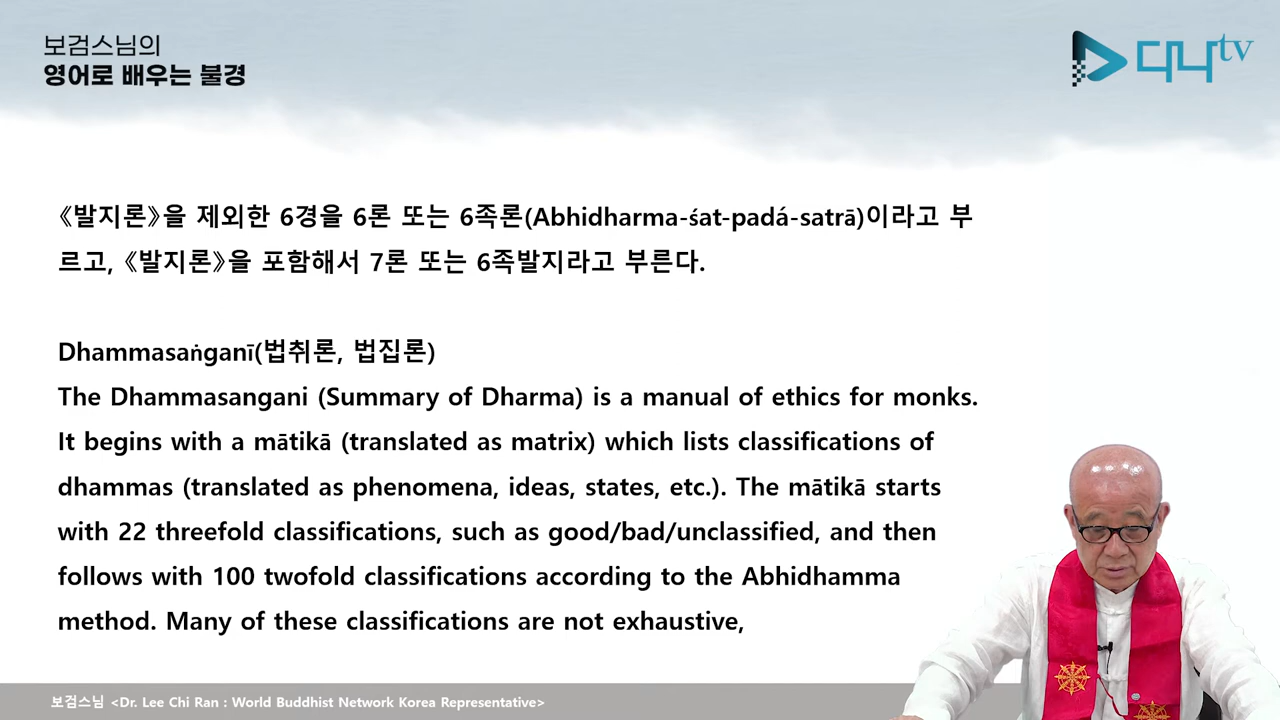 보검스님의
영어로 배우는 불경
디나tv
《발지론》을 제외한 6경을 6론 또는 6족론(Abhidharma-śat-padá-satrā)이라고 부
르고, 《발지론》을 포함해서 7론 또는 6족발지라고 부른다.
Dhammasaṅganī(법취론, 법집론)
The Dhammasangani (Summary of Dharma) is a manual of ethics for monks.
It begins with a mātikā (translated as matrix) which lists classifications of
dhammas (translated as phenomena, ideas, states, etc.). The mātikā starts
with 22 threefold classifications, such as good/bad/unclassified, and then
follows with 100 twofold classifications according to the Abhidhamma
method. Many of these classifications are not exhaustive,
보검스님 <Dr. Lee Chi Ran : World Buddhist Network Korea Representative>